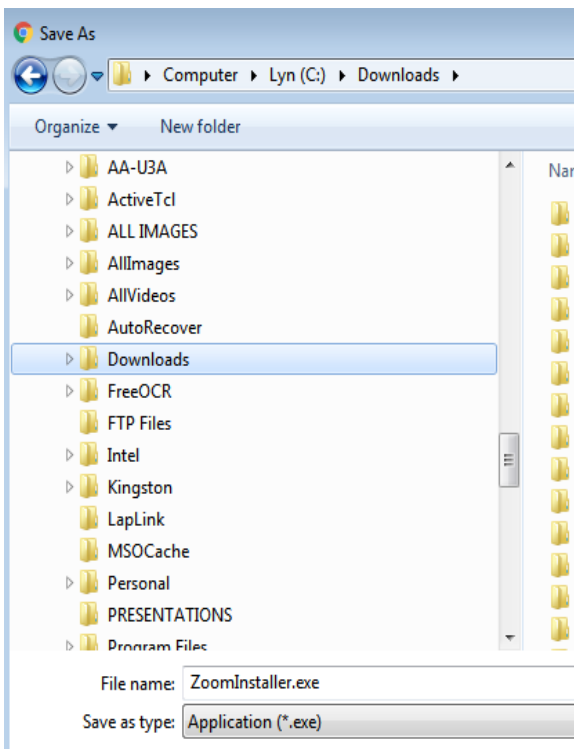 Save As
Computer Lyn (C:) Downloads
Organize New folder
AA-U3A
ActiveTcl
ALL IMAGES
AllImages
AllVideos
AutoRecover
Downloads
FreeOCR
FTP Files
Intel
Kingston
LapLink
MSOCache
Personal
PRESENTATIONS
Program Files
File name: ZoomInstaller.exe
Save as type: Application (*.exe)